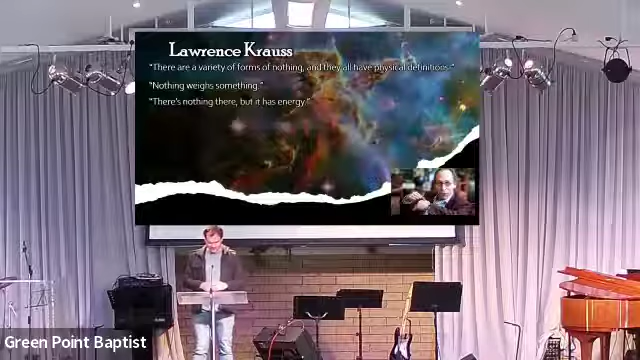 Lawrence Krauss
"There are a variety of forms of nothing, and they all have physical definitions."
"Nothing weighs something."
"There's nothing there, but it has energy."
Green Point Baptist